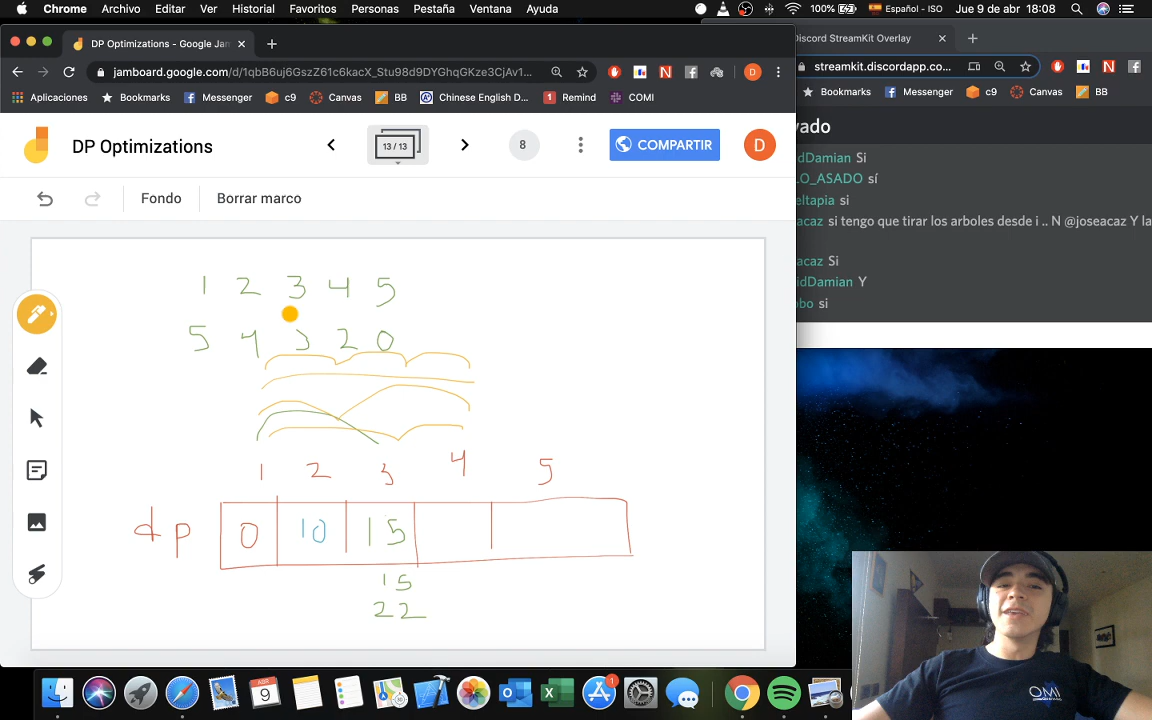 Chrome Archivo Editar Ver Historial Favoritos Personas Pestaña Ventana Ayuda 100% Español - ISO Jue 9 de abr 18:08
DP Optimizations - Google Jam
Discord StreamKit Overlay
jamboard.google.com/d/1qbB6uj6GszZ61c6kacX_Stu98d9DYGhqGKze3CjAv1...
D
streamkit.discordapp.co...
Aplicaciones Bookmarks Messenger c9 Canvas BB Chinese English D... Remind COMI
Bookmarks Messenger c9 Canvas BB
DP Optimizations
13 / 13
8
COMPARTIR
D
vado
Fondo Borrar marco
idDamian Si
LO_ASADO sí
eltapia si
acaz si tengo que tirar los arboles desde i .. N @joseacaz Y la
acaz Si
idDamian Y
obo si
1 2 3 4 5
5 4 3 2 0
1 2 3 4 5
dp 0 10 15
15
22
ABR
9
1
OMI